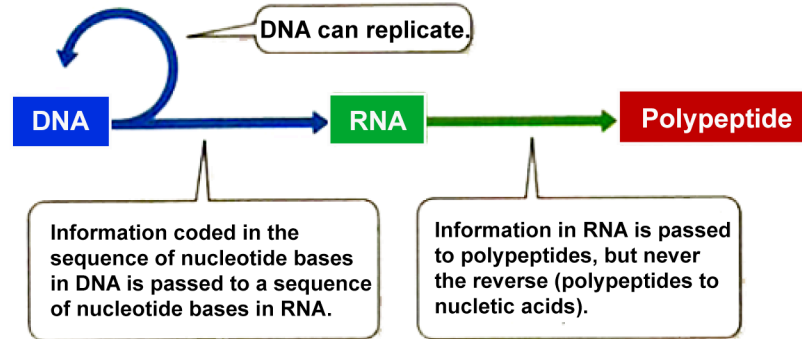 DNA can replicate.
DNA
RNA
Polypeptide
Information coded in the
sequence of nucleotide bases
in DNA is passed to a sequence
of nucleotide bases in RNA.
Information in RNA is passed
to polypeptides, but never
the reverse (polypeptides to
nucletic acids).